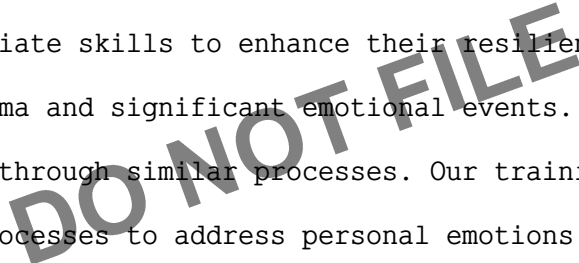 iate skills to enhance their resilien
ma and significant emotional events.
through similar processes. Our traini
ocesses to address personal emotions
DO NOT FILE